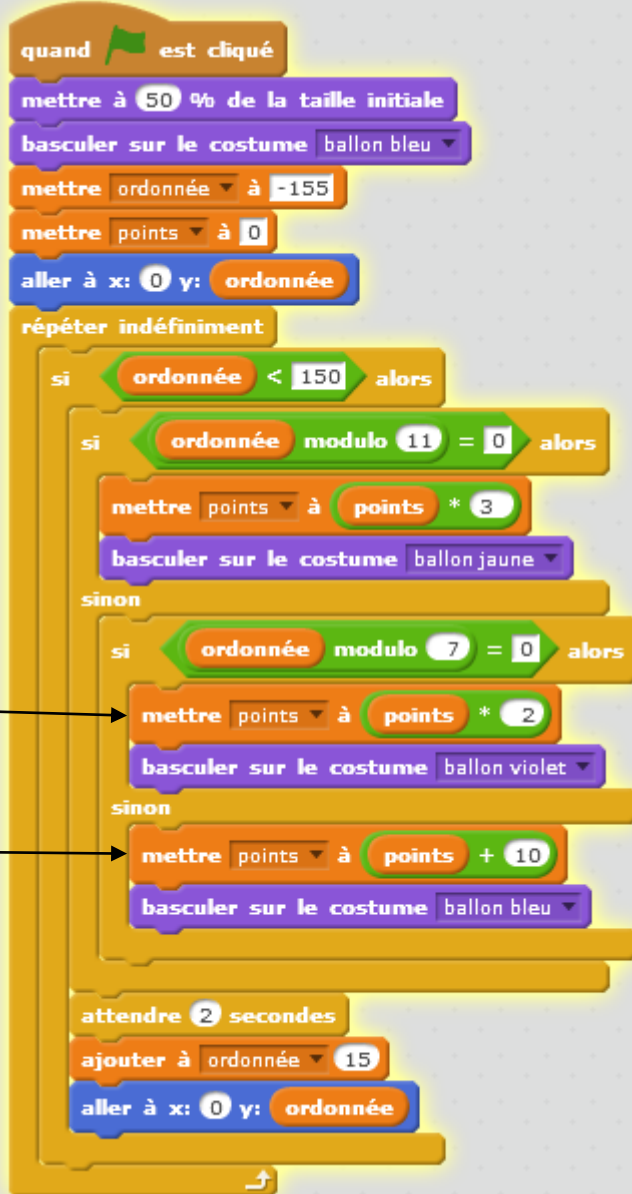 quand est cliqué
mettre à 50 % de la taille initiale
basculer sur le costume ballon bleu
mettre ordonnée à -155
mettre points à 0
aller à x: 0 y: ordonnée
répéter indéfiniment
si ordonnée < 150 alors
si ordonnée modulo 11 = 0 alors
mettre points à points * 3
basculer sur le costume ballon jaune
sinon
si ordonnée modulo 7 = 0 alors
mettre points à points * 2
basculer sur le costume ballon violet
sinon
mettre points à points + 10
basculer sur le costume ballon bleu
attendre 2 secondes
ajouter à ordonnée 15
aller à x: 0 y: ordonnée